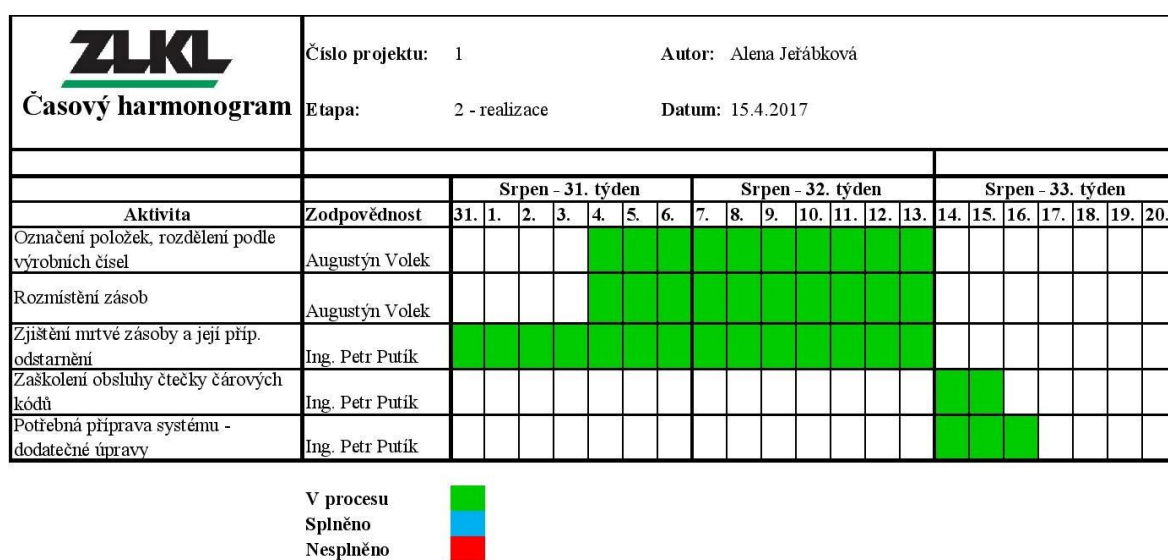 ZLKL
Časový harmonogram
Číslo projektu: 1 Autor: Alena Jeřábková
Etapa: 2 - realizace Datum: 15.4.2017
Srpen - 31. týden Srpen - 32. týden Srpen - 33. týden
Aktivita Zodpovědnost 31. 1. 2. 3. 4. 5. 6. 7. 8. 9. 10. 11. 12. 13. 14. 15. 16. 17. 18. 19. 20.
Označení položek, rozdělení podle
výrobních čísel Augustýn Volek
Rozmístění zásob Augustýn Volek
Zjištění mrtvé zásoby a její příp.
odstarnění Ing. Petr Putík
Zaškolení obsluhy čtečky čárových
kódů Ing. Petr Putík
Potřebná příprava systému -
dodatečné úpravy Ing. Petr Putík
V procesu
Splněno
Nesplněno